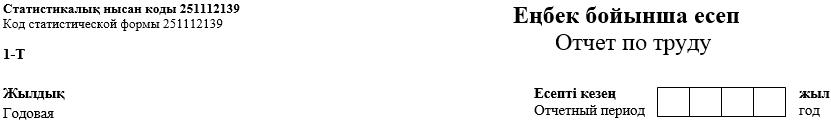 Статистикалық нысан коды 251112139
Код статистической формы 251112139
1-Т
Жылдық
Годовая
Еңбек бойынша есеп
Отчет по труду
Есепті кезең
Отчетный период
жыл
год